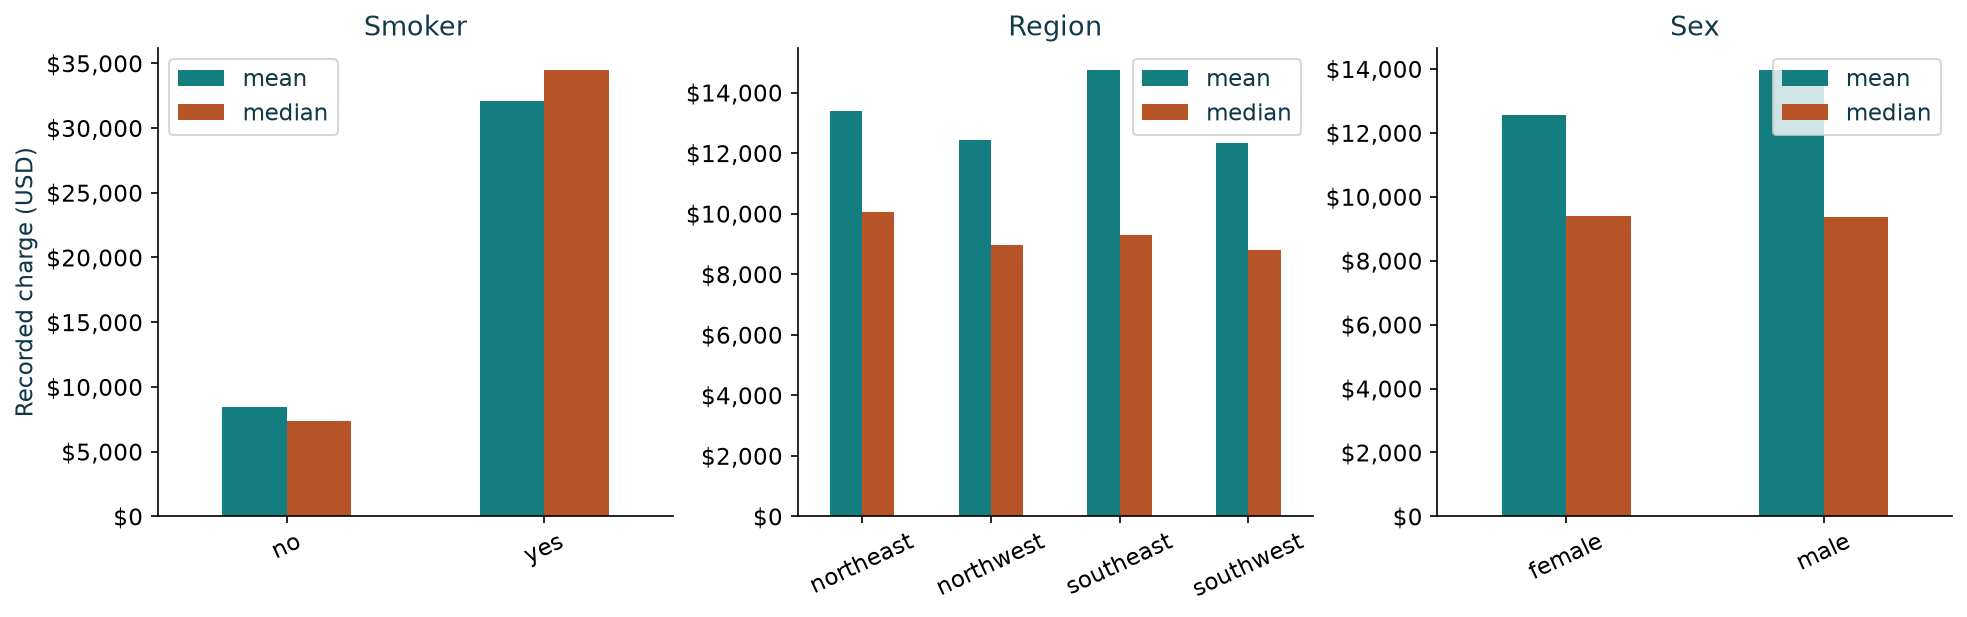 Smoker
Recorded charge (USD)
$35,000
$30,000
$25,000
$20,000
$15,000
$10,000
$5,000
$0
mean
median
no
yes
Region
$14,000
$12,000
$10,000
$8,000
$6,000
$4,000
$2,000
$0
mean
median
northeast
northwest
southeast
southwest
Sex
$14,000
$12,000
$10,000
$8,000
$6,000
$4,000
$2,000
$0
mean
median
female
male